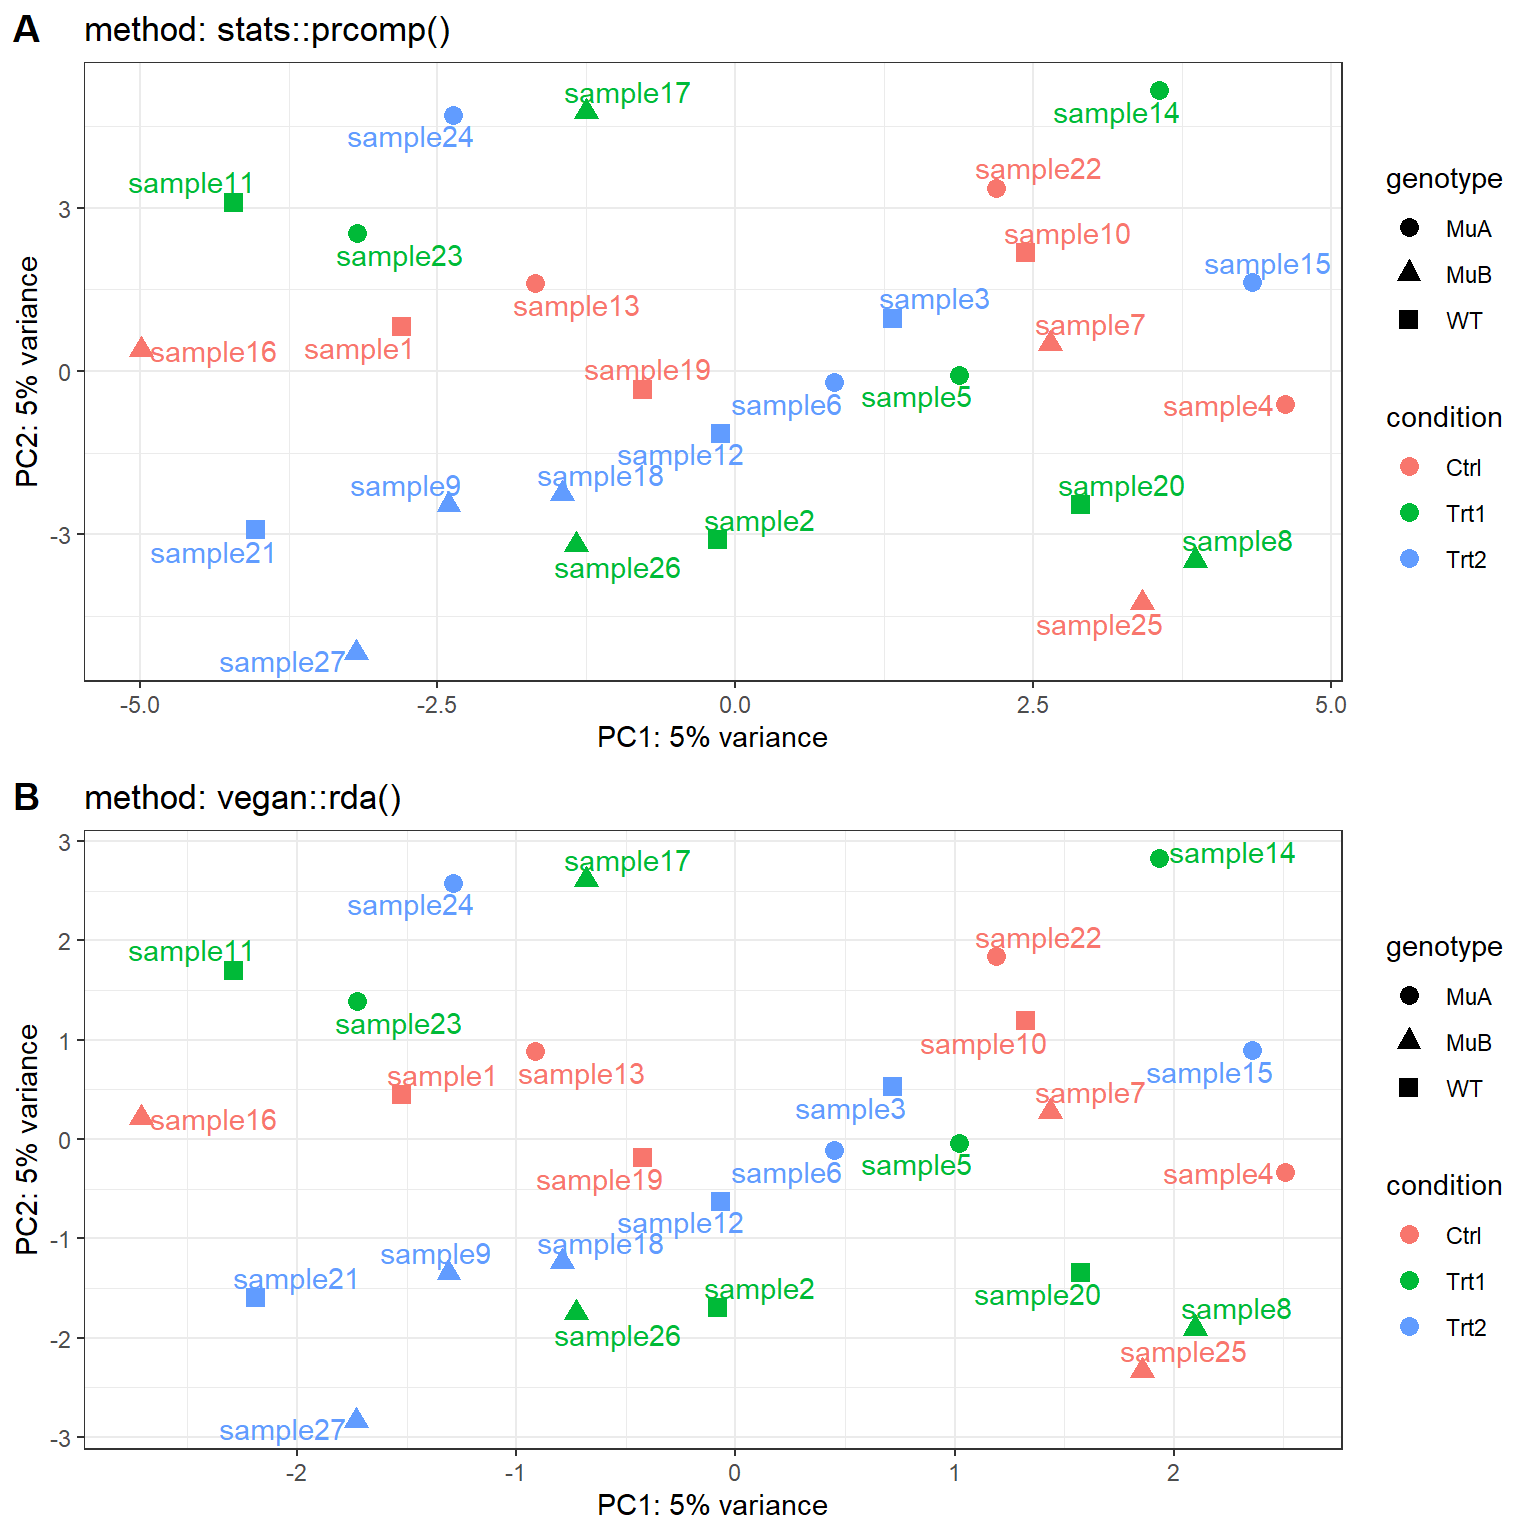 A method: stats::prcomp()
sample17
sample14
sample24
sample22
sample11
sample10
sample23
sample15
sample3
sample13
sample7
sample1
sample16
sample19
sample5
sample6
sample4
sample12
sample18
sample9
sample20
sample2
sample8
sample21
sample26
sample25
sample27
3
0
-3
PC2: 5% variance
-5.0 -2.5 0.0 2.5 5.0
PC1: 5% variance
genotype
MuA
MuB
WT
condition
Ctrl
Trt1
Trt2
B method: vegan::rda()
sample14
sample17
sample24
sample22
sample11
sample23
sample10
sample1
sample13
sample15
sample7
sample3
sample16
sample5
sample6
sample4
sample19
sample12
sample18
sample9
sample21
sample2
sample20
sample8
sample26
sample25
sample27
3
2
1
0
-1
-2
-3
PC2: 5% variance
-2 -1 0 1 2
PC1: 5% variance
genotype
MuA
MuB
WT
condition
Ctrl
Trt1
Trt2